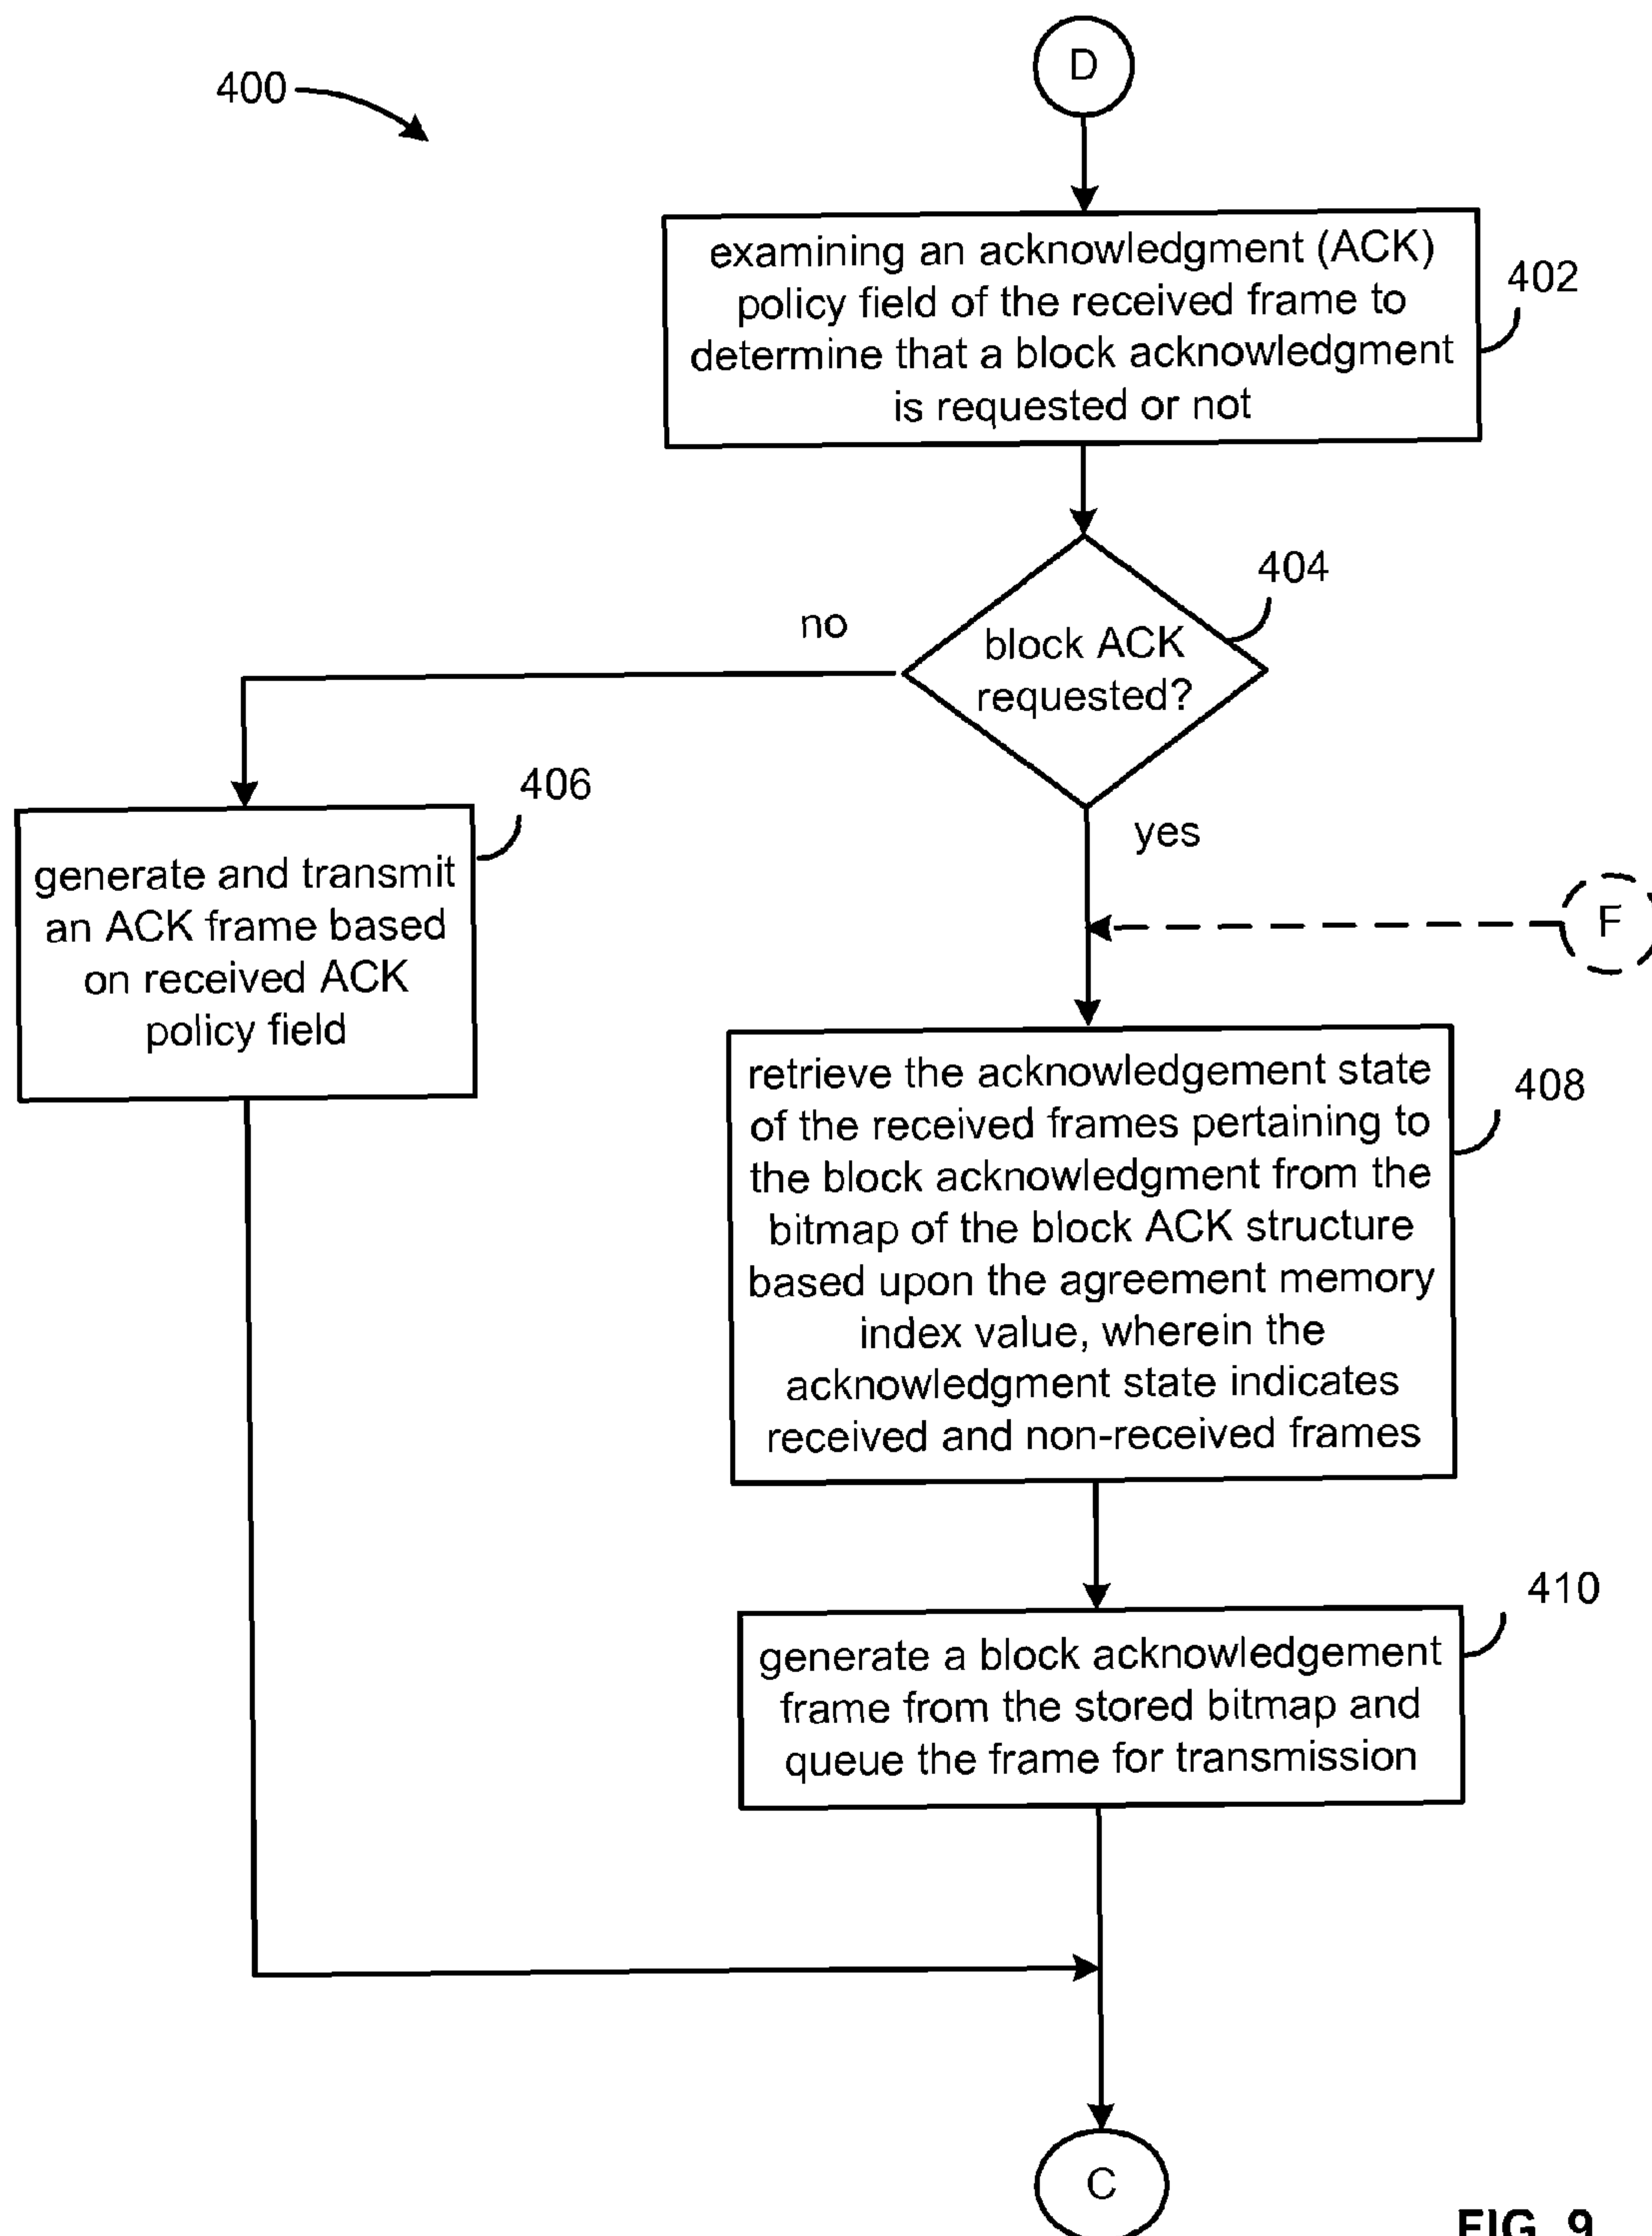 D
400
examining an acknowledgment (ACK)
policy field of the received frame to
determine that a block acknowledgment
is requested or not
402
404
no
block ACK
requested?
yes
406
generate and transmit
an ACK frame based
on received ACK
policy field
F
retrieve the acknowledgement state
of the received frames pertaining to
the block acknowledgment from the
bitmap of the block ACK structure
based upon the agreement memory
index value, wherein the
acknowledgment state indicates
received and non-received frames
408
410
generate a block acknowledgement
frame from the stored bitmap and
queue the frame for transmission
C
FIG. 9